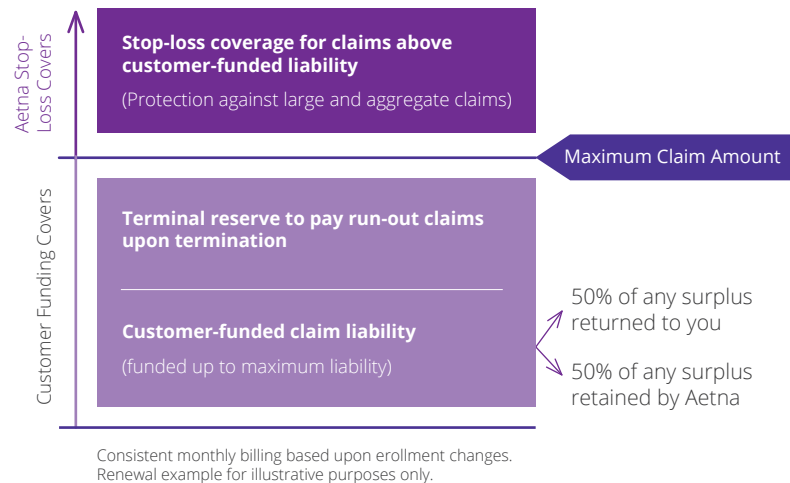 Aetna Stop-
Loss Covers
Stop-loss coverage for claims above
customer-funded liability
(Protection against large and aggregate claims)
Maximum Claim Amount
Customer Funding Covers
Terminal reserve to pay run-out claims
upon termination
Customer-funded claim liability
(funded up to maximum liability)
50% of any surplus
returned to you
50% of any surplus
retained by Aetna
Consistent monthly billing based upon erollment changes.
Renewal example for illustrative purposes only.